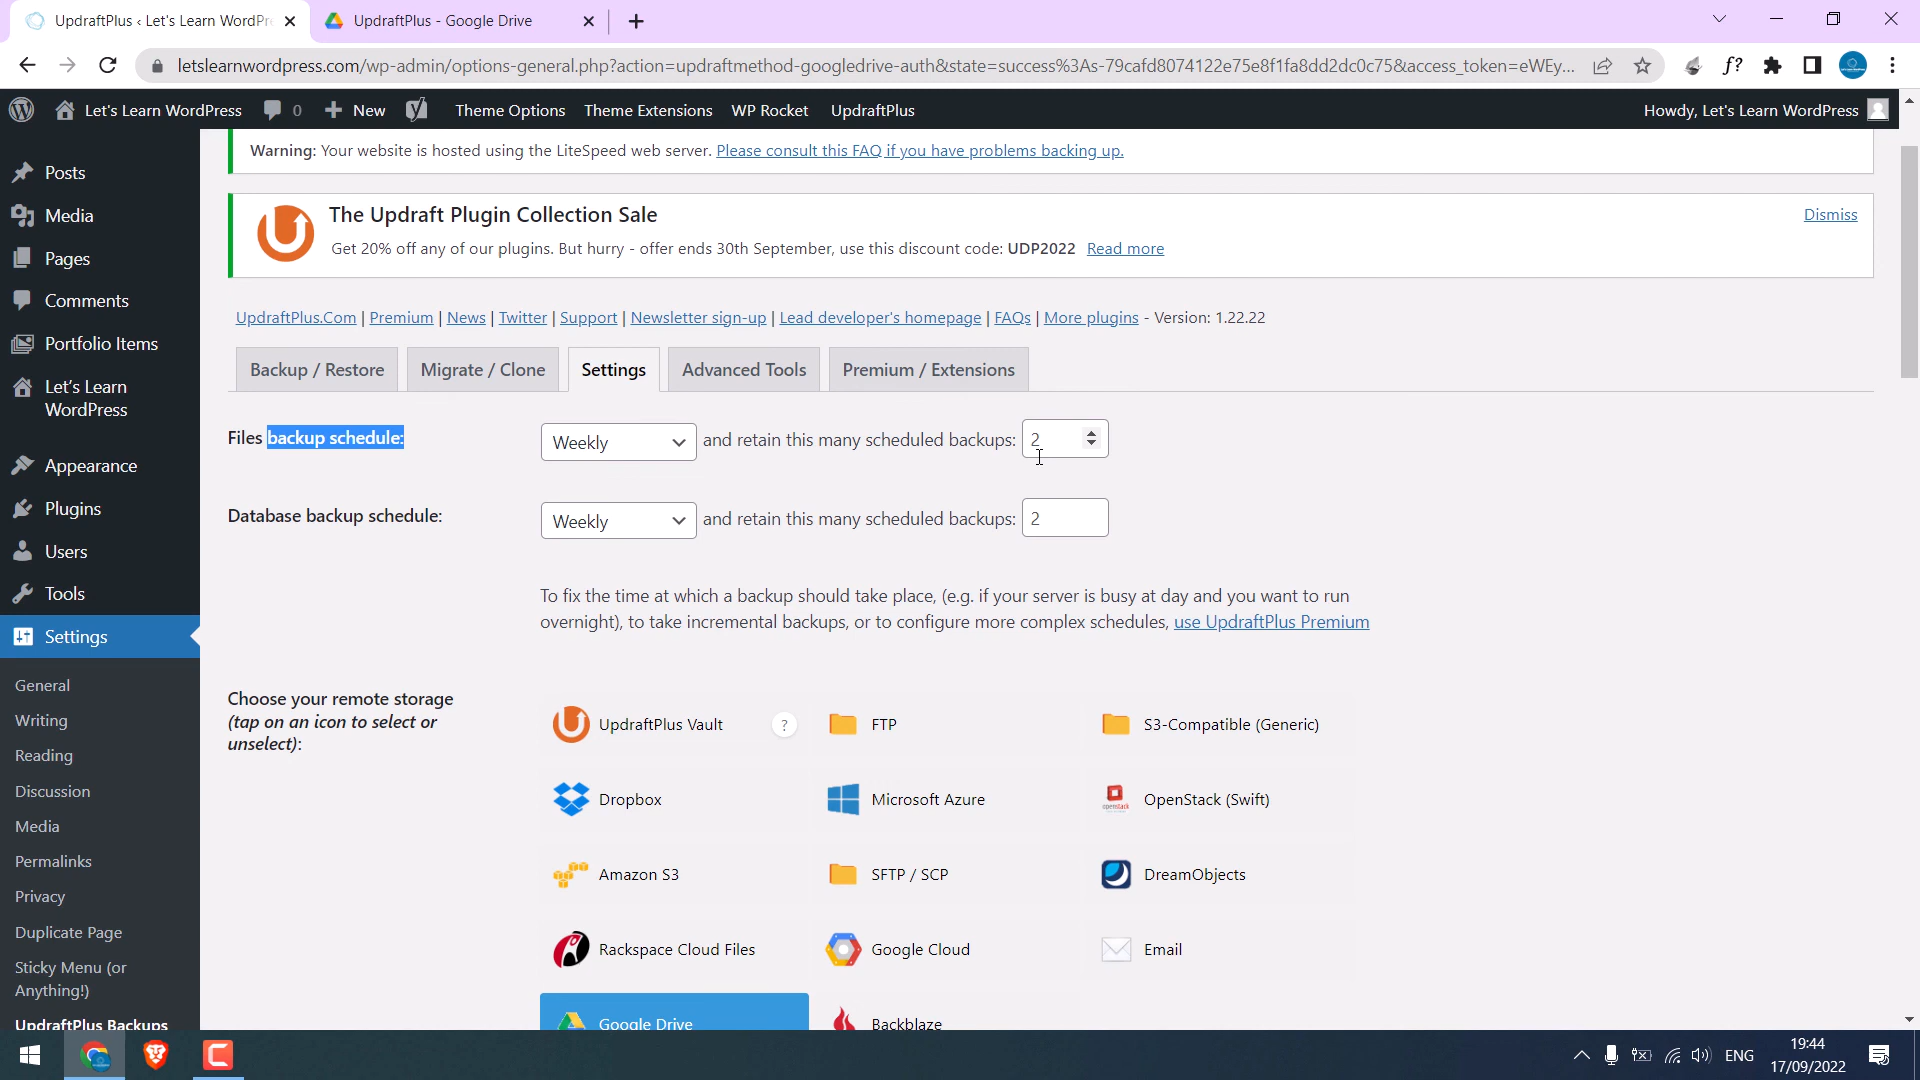 UpdraftPlus ‹ Let's Learn WordPre
UpdraftPlus - Google Drive
letslearnwordpress.com/wp-admin/options-general.php?action=updraftmethod-googledrive-auth&state=success%3As-79cafd8074122e75e8f1fa8dd2dc0c75&access_token=eWEy...
f?
Let's Learn WordPress
0
New
Theme Options
Theme Extensions
WP Rocket
UpdraftPlus
Howdy, Let's Learn WordPress
Posts
Media
Pages
Comments
Portfolio Items
Let's Learn
WordPress
Appearance
Plugins
Users
Tools
Settings
General
Writing
Reading
Discussion
Media
Permalinks
Privacy
Duplicate Page
Sticky Menu (or
Anything!)
UpdraftPlus Backups
Warning: Your website is hosted using the LiteSpeed web server. Please consult this FAQ if you have problems backing up.
The Updraft Plugin Collection Sale
Dismiss
Get 20% off any of our plugins. But hurry - offer ends 30th September, use this discount code: UDP2022 Read more
UpdraftPlus.Com | Premium | News | Twitter | Support | Newsletter sign-up | Lead developer's homepage | FAQs | More plugins - Version: 1.22.22
Backup / Restore
Migrate / Clone
Settings
Advanced Tools
Premium / Extensions
Files backup schedule:
Weekly
and retain this many scheduled backups: 2
Database backup schedule:
Weekly
and retain this many scheduled backups: 2
To fix the time at which a backup should take place, (e.g. if your server is busy at day and you want to run
overnight), to take incremental backups, or to configure more complex schedules, use UpdraftPlus Premium
Choose your remote storage
(tap on an icon to select or
unselect):
UpdraftPlus Vault
?
FTP
S3-Compatible (Generic)
Dropbox
Microsoft Azure
OpenStack (Swift)
Amazon S3
SFTP / SCP
DreamObjects
Rackspace Cloud Files
Google Cloud
Email
Google Drive
Backblaze
ENG
19:44
17/09/2022